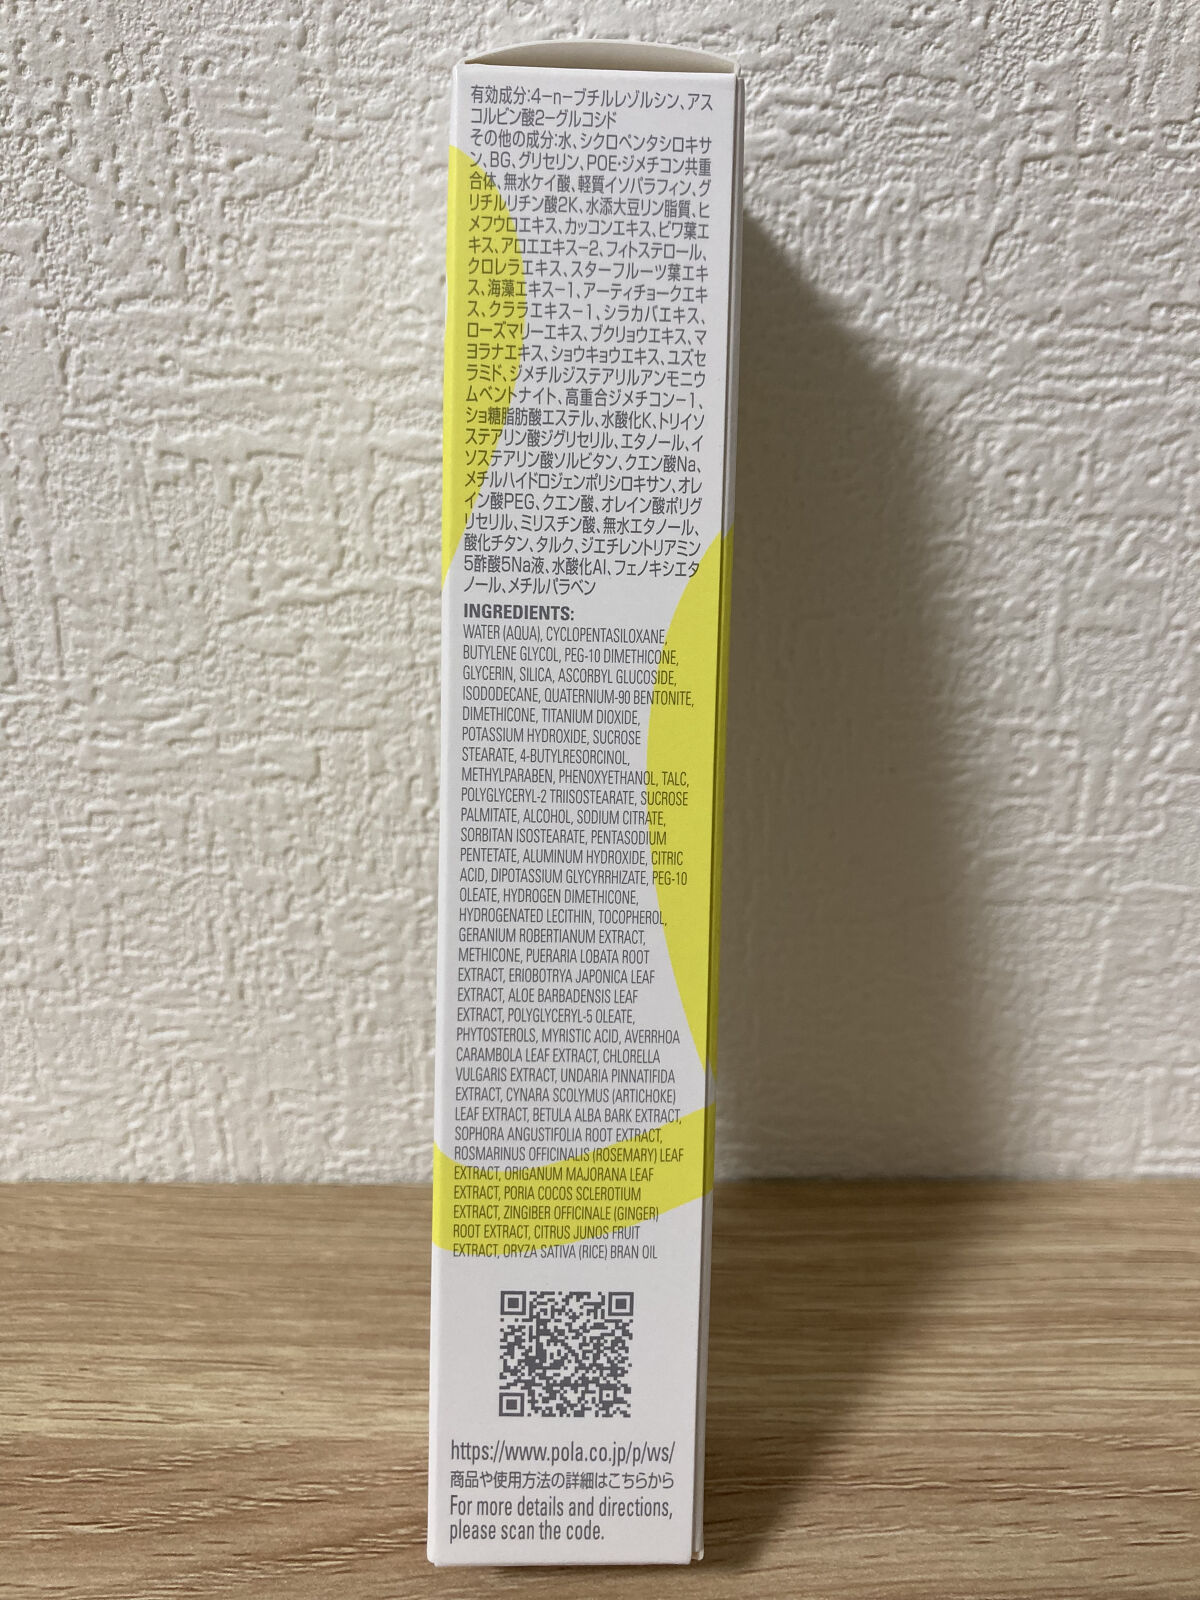 有効成分:4-n-ブチルレゾルシン、アス
コルビン酸2-グルコシド
その他の成分:水、シクロペンタシロキサ
ン、BG、グリセリン、POE・ジメチコン共重
合体、無水ケイ酸、軽質イソパラフィン、グ
リチルリチン酸2K、水添大豆リン脂質、ヒ
メフウロエキス、カッコンエキス、ビワ葉エ
キス、アロエエキス-2、フィトステロール、
クロレラエキス、スターフルーツ葉エキ
ス、海藻エキス-1、アーティチョークエキ
ス、クララエキス-1、シラカバエキス、
ローズマリーエキス、ブクリョウエキス、マ
ヨラナエキス、ショウキョウエキス、ユズセ
ラミド、ジメチルジステアリルアンモニウ
ムベントナイト、高重合ジメチコン-1、
ショ糖脂肪酸エステル、水酸化K、トリイソ
ステアリン酸ジグリセリル、エタノール、イ
ソステアリン酸ソルビタン、クエン酸Na、
メチルハイドロジェンポリシロキサン、オレ
イン酸PEG、クエン酸、オレイン酸ポリグ
リセリル、ミリスチン酸、無水エタノール、
酸化チタン、タルク、ジエチレントリアミン
5酢酸5Na液、水酸化Al、フェノキシエタ
ノール、メチルパラベン
INGREDIENTS:
WATER (AQUA), CYCLOPENTASILOXANE,
BUTYLENE GLYCOL, PEG-10 DIMETHICONE,
GLYCERIN, SILICA, ASCORBYL GLUCOSIDE,
ISODODECANE, QUATERNIUM-90 BENTONITE,
DIMETHICONE, TITANIUM DIOXIDE,
POTASSIUM HYDROXIDE, SUCROSE
STEARATE, 4-BUTYLRESORCINOL,
METHYLPARABEN, PHENOXYETHANOL, TALC,
POLYGLYCERYL-2 TRIISOSTEARATE, SUCROSE
PALMITATE, ALCOHOL, SODIUM CITRATE,
SORBITAN ISOSTEARATE, PENTASODIUM
PENTETATE, ALUMINUM HYDROXIDE, CITRIC
ACID, DIPOTASSIUM GLYCYRRHIZATE, PEG-10
OLEATE, HYDROGEN DIMETHICONE,
HYDROGENATED LECITHIN, TOCOPHEROL,
GERANIUM ROBERTIANUM EXTRACT,
METHICONE, PUERARIA LOBATA ROOT
EXTRACT, ERIOBOTRYA JAPONICA LEAF
EXTRACT, ALOE BARBADENSIS LEAF
EXTRACT, POLYGLYCERYL-5 OLEATE,
PHYTOSTEROLS, MYRISTIC ACID, AVERRHOA
CARAMBOLA LEAF EXTRACT, CHLORELLA
VULGARIS EXTRACT, UNDARIA PINNATIFIDA
EXTRACT, CYNARA SCOLYMUS (ARTICHOKE)
LEAF EXTRACT, BETULA ALBA BARK EXTRACT,
SOPHORA ANGUSTIFOLIA ROOT EXTRACT,
ROSMARINUS OFFICINALIS (ROSEMARY) LEAF
EXTRACT, ORIGANUM MAJORANA LEAF
EXTRACT, PORIA COCOS SCLEROTIUM
EXTRACT, ZINGIBER OFFICINALE (GINGER)
ROOT EXTRACT, CITRUS JUNOS FRUIT
EXTRACT, ORYZA SATIVA (RICE) BRAN OIL
https://www.pola.co.jp/p/ws/
商品や使用方法の詳細はこちらから
For more details and directions,
please scan the code.